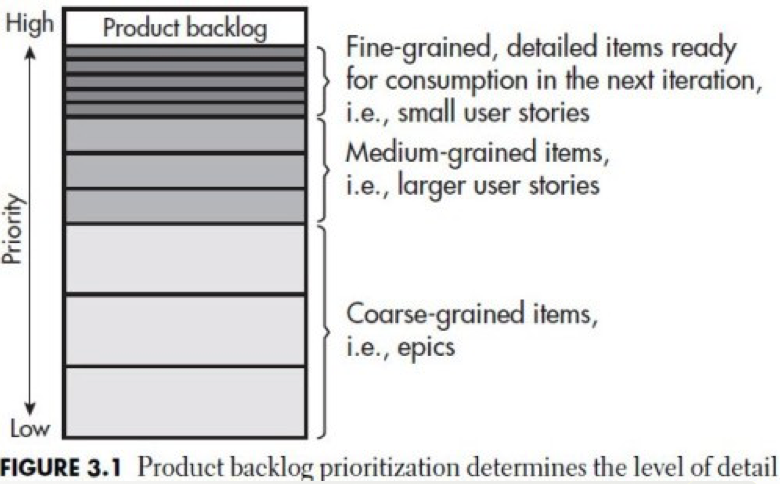 High
Product backlog
Fine-grained, detailed items ready
for consumption in the next iteration,
i.e., small user stories
Medium-grained items,
i.e., larger user stories
Priority
Coarse-grained items,
i.e., epics
Low
FIGURE 3.1 Product backlog prioritization determines the level of detail